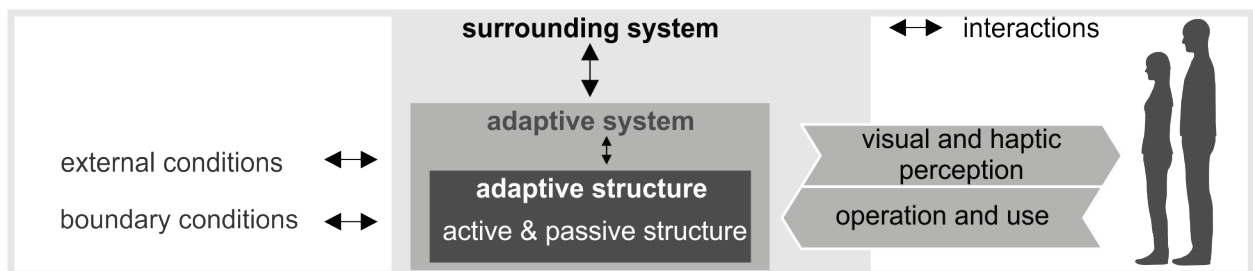 surrounding system
interactions
adaptive system
external conditions
adaptive structure
boundary conditions
active & passive structure
visual and haptic
perception
operation and use